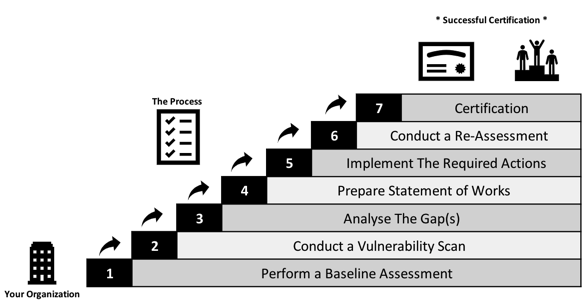 * Successful Certification *
The Process
7 Certification
6 Conduct a Re-Assessment
5 Implement The Required Actions
4 Prepare Statement of Works
3 Analyse The Gap(s)
2 Conduct a Vulnerability Scan
1 Perform a Baseline Assessment
Your Organization